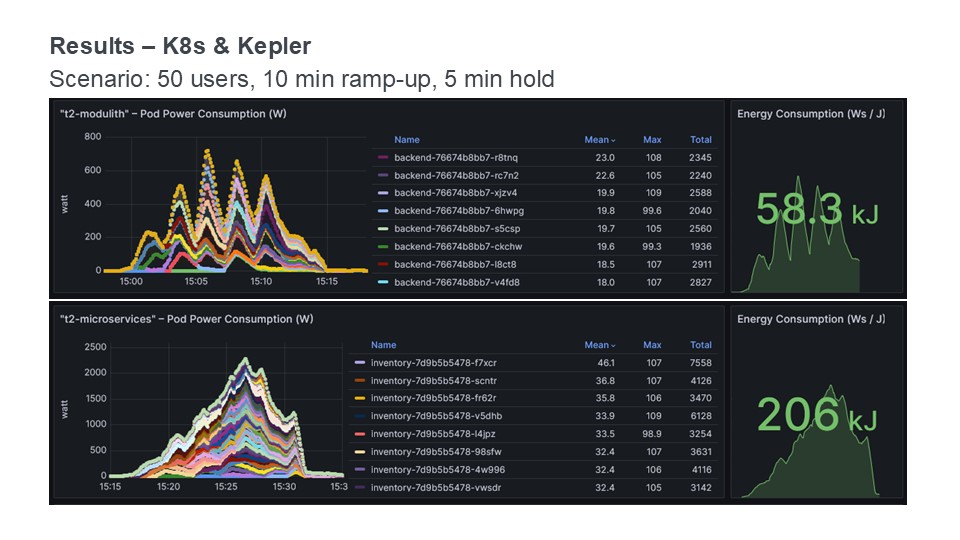 Results – K8s & Kepler
Scenario: 50 users, 10 min ramp-up, 5 min hold
"t2-modulith" – Pod Power Consumption (W)
800
600
400
200
0
watt
15:00 15:05 15:10 15:15
Name Mean Max Total
backend-76674b8bb7-r8tnq 23.0 108 2345
backend-76674b8bb7-rc7n2 22.6 105 2240
backend-76674b8bb7-xjzv4 19.9 109 2588
backend-76674b8bb7-6hwpg 19.8 99.6 2040
backend-76674b8bb7-s5csp 19.7 105 2560
backend-76674b8bb7-ckchw 19.6 99.3 1936
backend-76674b8bb7-l8ct8 18.5 107 2911
backend-76674b8bb7-v4fd8 18.0 107 2827
Energy Consumption (Ws / J)
58.3 kJ
"t2-microservices" – Pod Power Consumption (W)
2500
2000
1500
1000
500
0
watt
15:15 15:20 15:25 15:30 15:3
Name Mean Max Total
inventory-7d9b5b5478-f7xcr 46.1 107 7558
inventory-7d9b5b5478-scntr 36.8 107 4126
inventory-7d9b5b5478-fr62r 35.8 106 3470
inventory-7d9b5b5478-v5dhb 33.9 109 6128
inventory-7d9b5b5478-l4jpz 33.5 98.9 3254
inventory-7d9b5b5478-98sfw 32.4 107 3631
inventory-7d9b5b5478-4w996 32.4 106 4116
inventory-7d9b5b5478-vwsdr 32.4 105 3142
Energy Consumption (Ws / J)
206 kJ